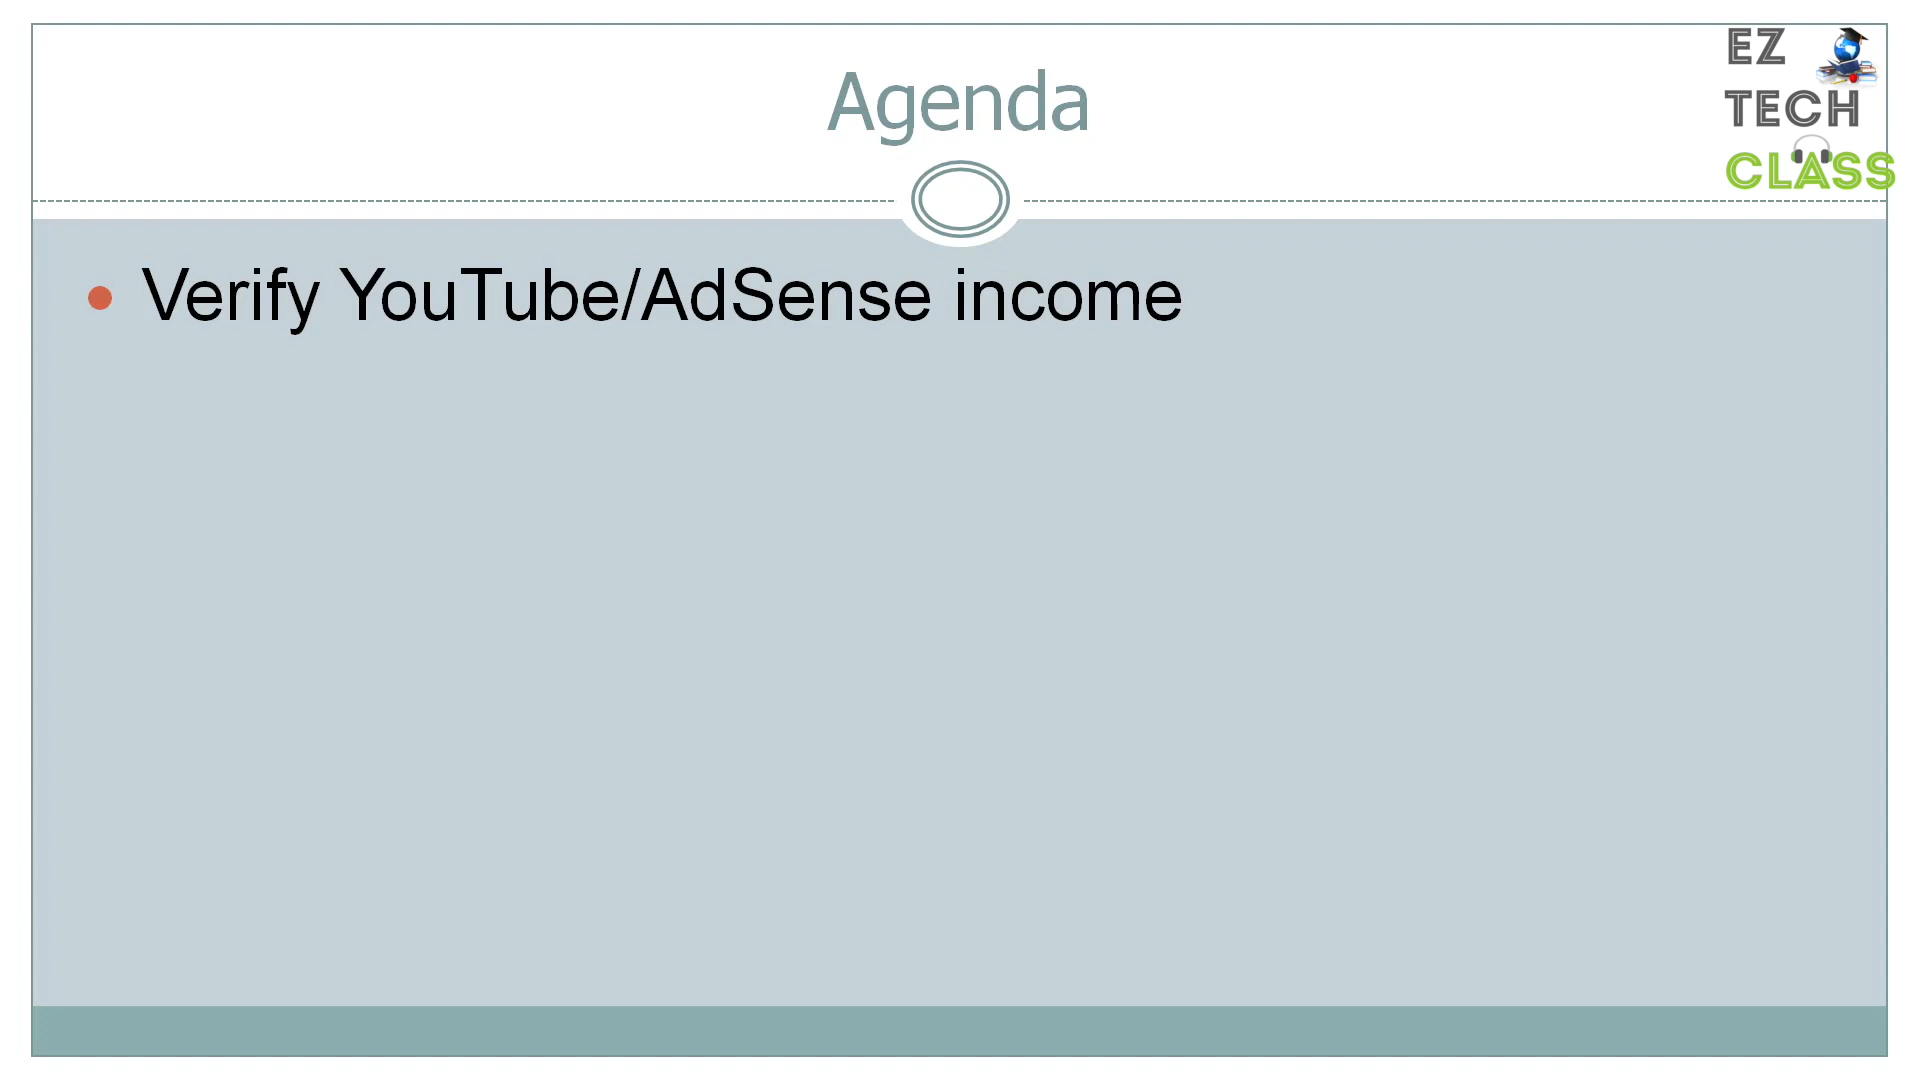 Agenda
EZ
TECH
CLASS
Verify YouTube/AdSense income